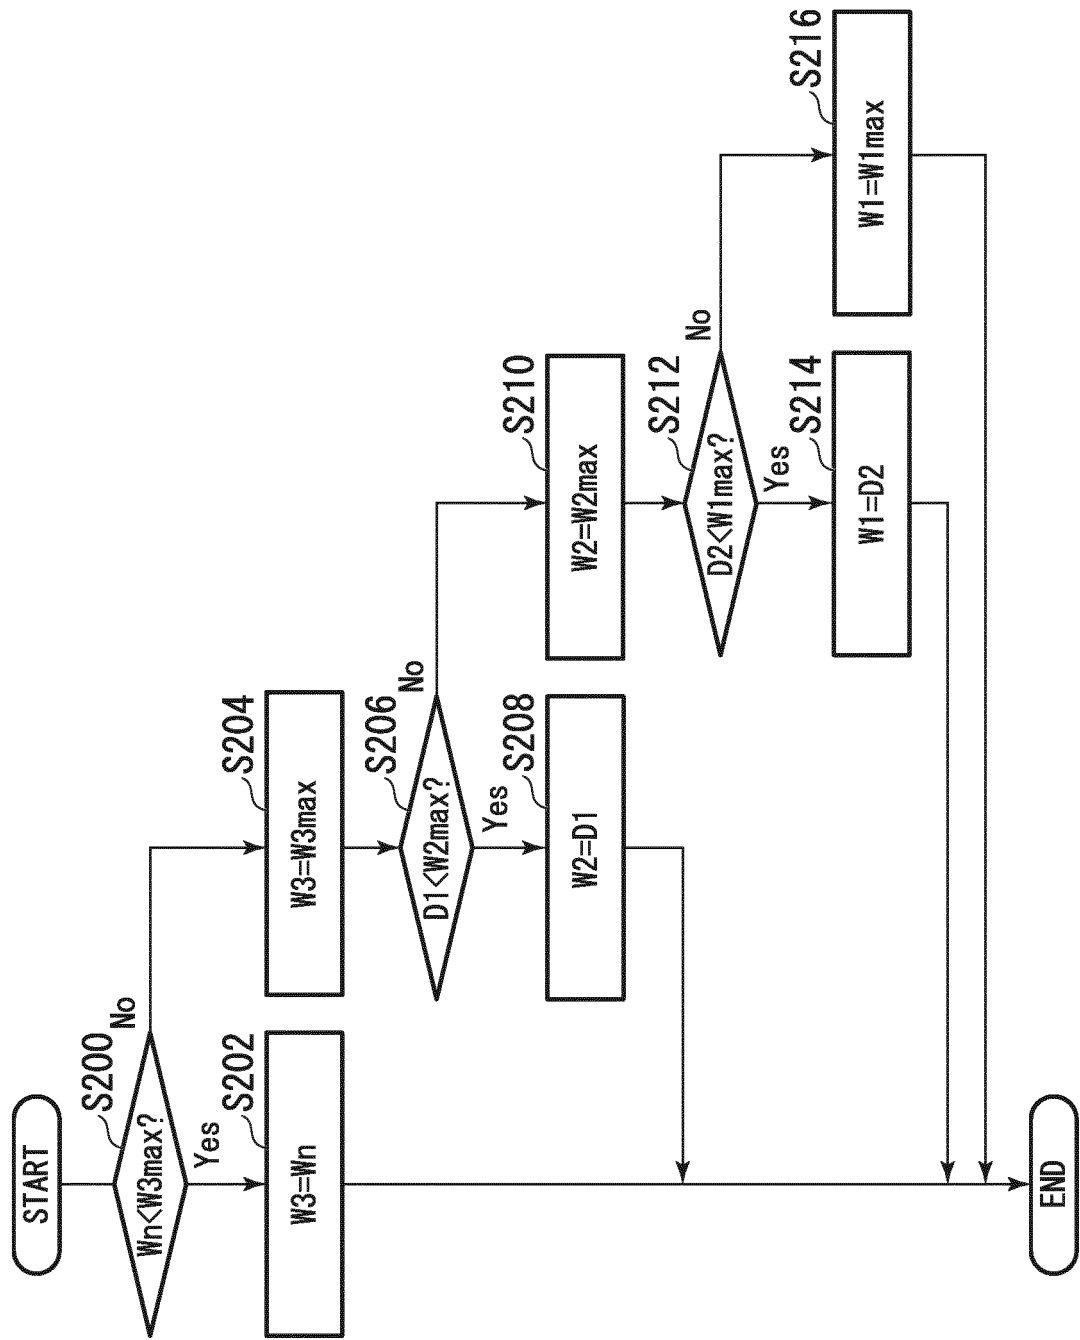 START
S200
Wn<W3max?
No
Yes
S202
W3=Wn
S204
W3=W3max
S206
D1<W2max?
No
Yes
S208
W2=D1
S210
W2=W2max
S212
D2<W1max?
No
Yes
S214
W1=D2
S216
W1=W1max
END